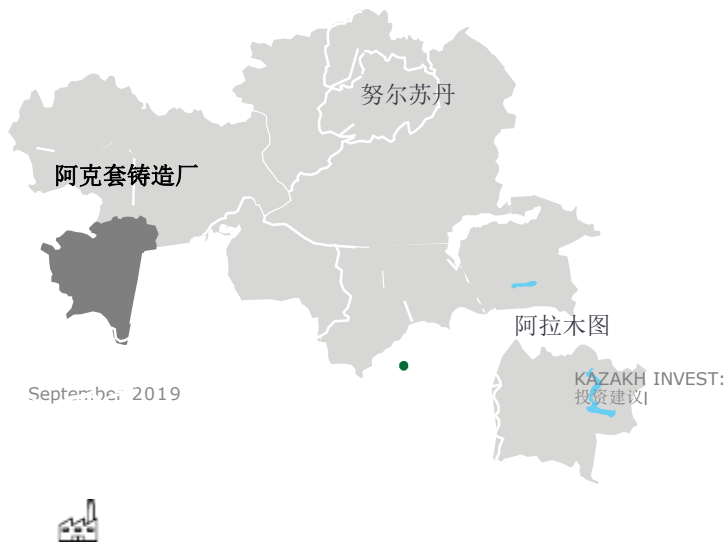 努尔苏丹
阿克套铸造厂
阿拉木图
September 2019
KAZAKH INVEST:
投资建议|